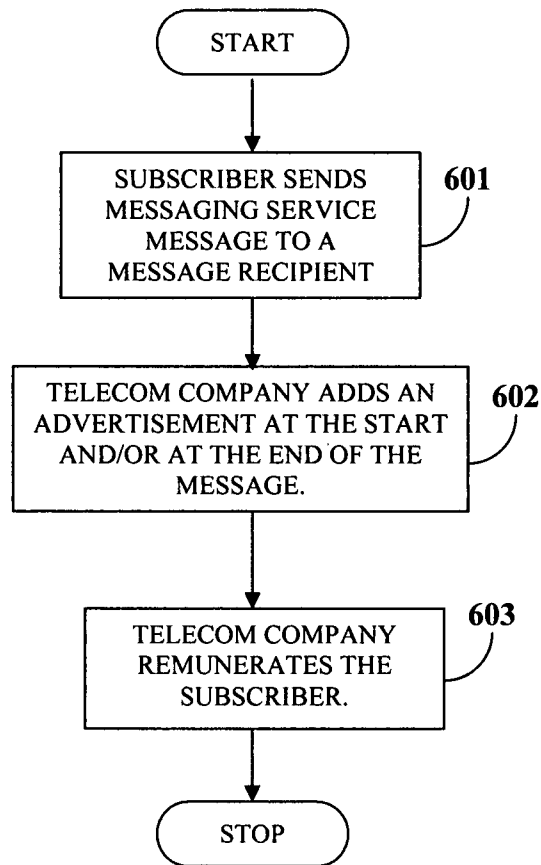 START
SUBSCRIBER SENDS
MESSAGING SERVICE
MESSAGE TO A
MESSAGE RECIPIENT
601
TELECOM COMPANY ADDS AN
ADVERTISEMENT AT THE START
AND/OR AT THE END OF THE
MESSAGE.
602
TELECOM COMPANY
REMUNERATES THE
SUBSCRIBER.
603
STOP